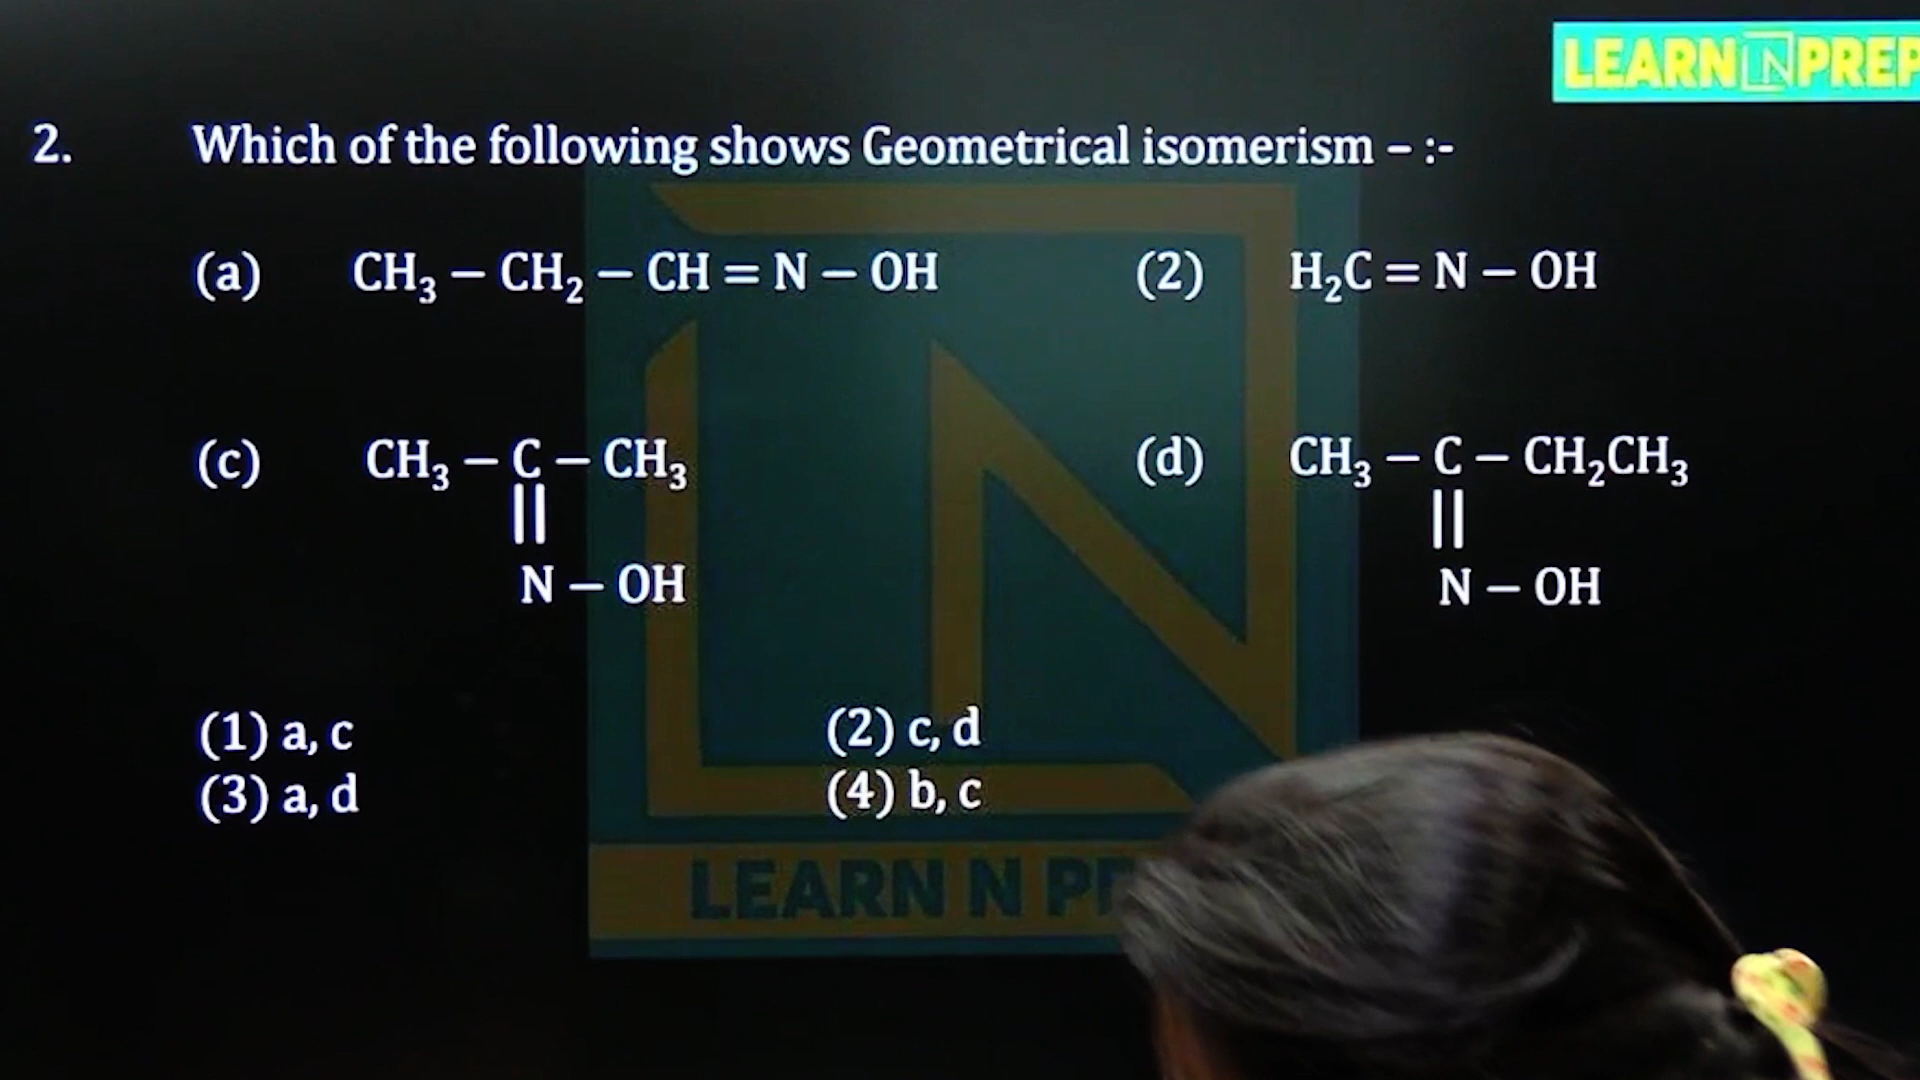 LEARN N PREP
2. Which of the following shows Geometrical isomerism – :-
(a) CH₃ – CH₂ – CH = N – OH (2) H₂C = N – OH
(c) CH₃ – C – CH₃ (d) CH₃ – C – CH₂CH₃
|| ||
N – OH N – OH
(1) a, c (2) c, d
(3) a, d (4) b, c
LEARN N